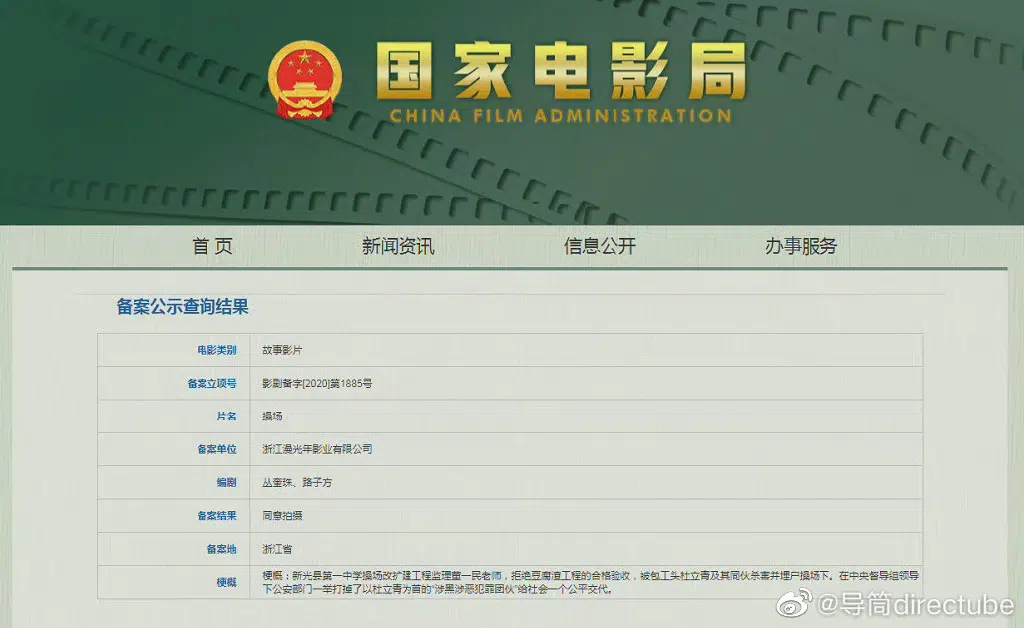 国家电影局
CHINA FILM ADMINISTRATION
首页 新闻资讯 信息公开 办事服务
备案公示查询结果
电影类别 故事影片
备案立项号 影剧备字[2020]第1885号
片名 操场
备案单位 浙江漫光年影业有限公司
编剧 丛奎珠、路子方
备案结果 同意拍摄
备案地 浙江省
梗概 梗概：新光县第一中学操场改扩建工程监理董一民老师，拒绝豆腐渣工程的合格验收，被包工头杜立青及其同伙杀害并埋尸操场下。在中央督导组领导
下公安部门一举打掉了以杜立青为首的“涉黑涉恶犯罪团伙”给社会一个公平交代。
@导筒directube